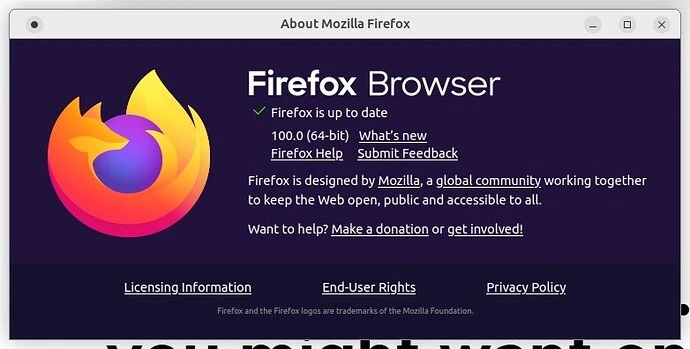 About Mozilla Firefox
Firefox Browser
Firefox is up to date
100.0 (64-bit) What's new
Firefox Help Submit Feedback
Firefox is designed by Mozilla, a global community working together
to keep the Web open, public and accessible to all.
Want to help? Make a donation or get involved!
Licensing Information End-User Rights Privacy Policy
Firefox and the Firefox logos are trademarks of the Mozilla Foundation.
you might want